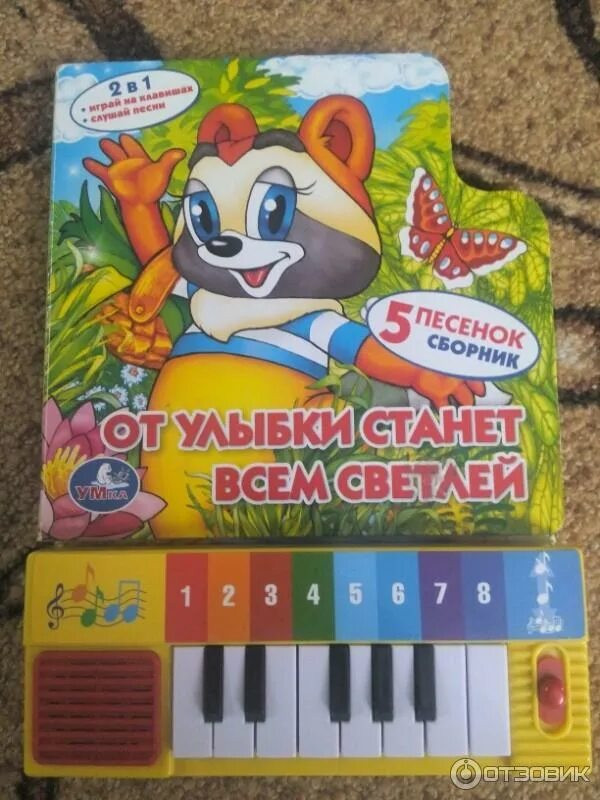 2 в 1
• играй на клавишах
• слушай песни
5 ПЕСЕНОК
СБОРНИК
ОТ УЛЫБКИ СТАНЕТ
ВСЕМ СВЕТЛЕЙ
УМка
1 2 3 4 5 6 7 8
ОТЗОВИК